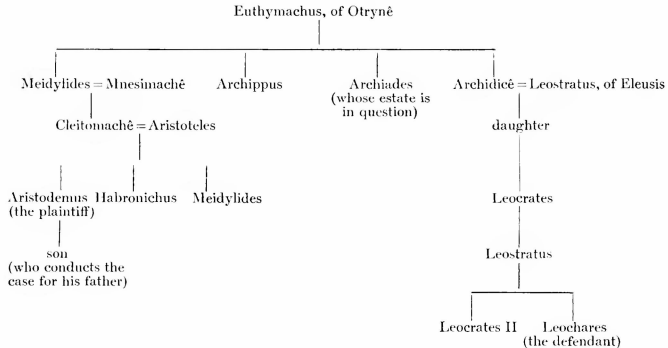 Euthymachus, of Otrynê
Meidylides = Mnesimachê Archippus Archiades Archidicê = Leostratus, of Eleusis
(whose estate is
in question)
Cleitomachê = Aristoteles daughter
Aristodemus Habronichus Meidylides Leocrates
(the plaintiff)
son Leostratus
(who conducts the
case for his father)
Leocrates II Leochares
(the defendant)